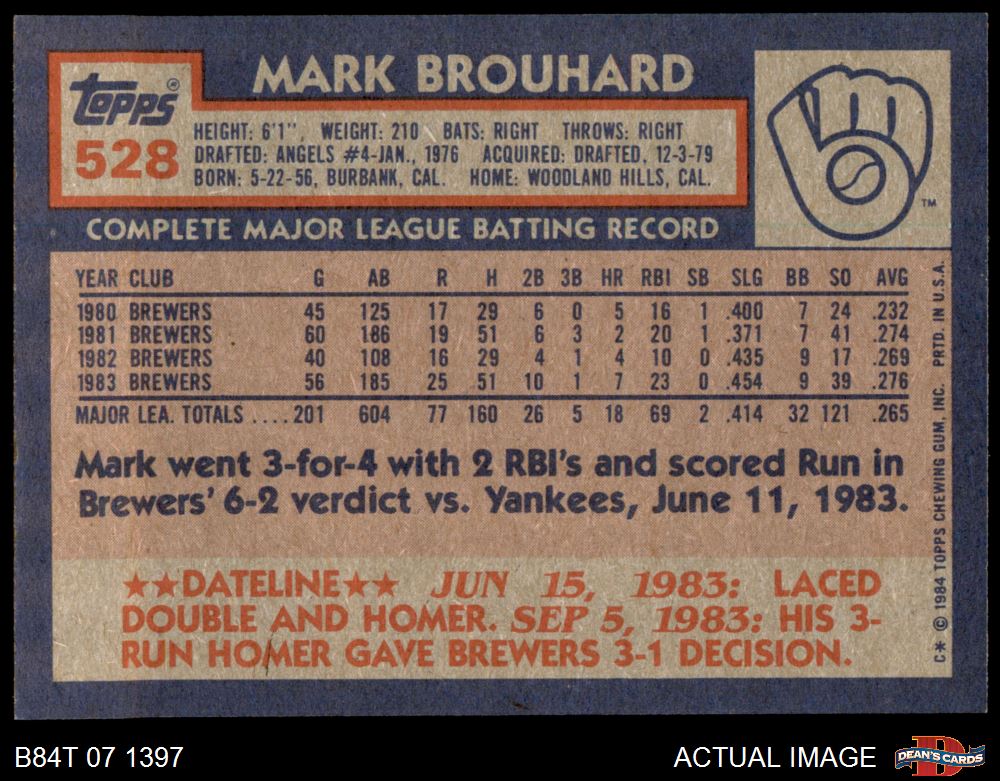 MARK BROUHARD
Topps®
528
HEIGHT: 6'1", WEIGHT: 210 BATS: RIGHT THROWS: RIGHT
DRAFTED: ANGELS #4-JAN., 1976 ACQUIRED: DRAFTED, 12-3-79
BORN: 5-22-56, BURBANK, CAL. HOME: WOODLAND HILLS, CAL.
TM
COMPLETE MAJOR LEAGUE BATTING RECORD
YEAR CLUB G AB R H 2B 3B HR RBI SB SLG BB SO AVG
1980 BREWERS 45 125 17 29 6 0 5 16 1 .400 7 24 .232
1981 BREWERS 60 186 19 51 6 3 2 20 1 .371 7 41 .274
1982 BREWERS 40 108 16 29 4 1 4 10 0 .435 9 17 .269
1983 BREWERS 56 185 25 51 10 1 7 23 0 .454 9 39 .276
MAJOR LEA. TOTALS ....201 604 77 160 26 5 18 69 2 .414 32 121 .265
Mark went 3-for-4 with 2 RBI's and scored Run in
Brewers' 6-2 verdict vs. Yankees, June 11, 1983.
★★DATELINE★★ JUN 15, 1983: LACED
DOUBLE AND HOMER. SEP 5, 1983: HIS 3-
RUN HOMER GAVE BREWERS 3-1 DECISION.
C* © 1984 TOPPS CHEWING GUM, INC. PRTD. IN U.S.A.
B84T 07 1397
ACTUAL IMAGE
DEAN'S CARDS